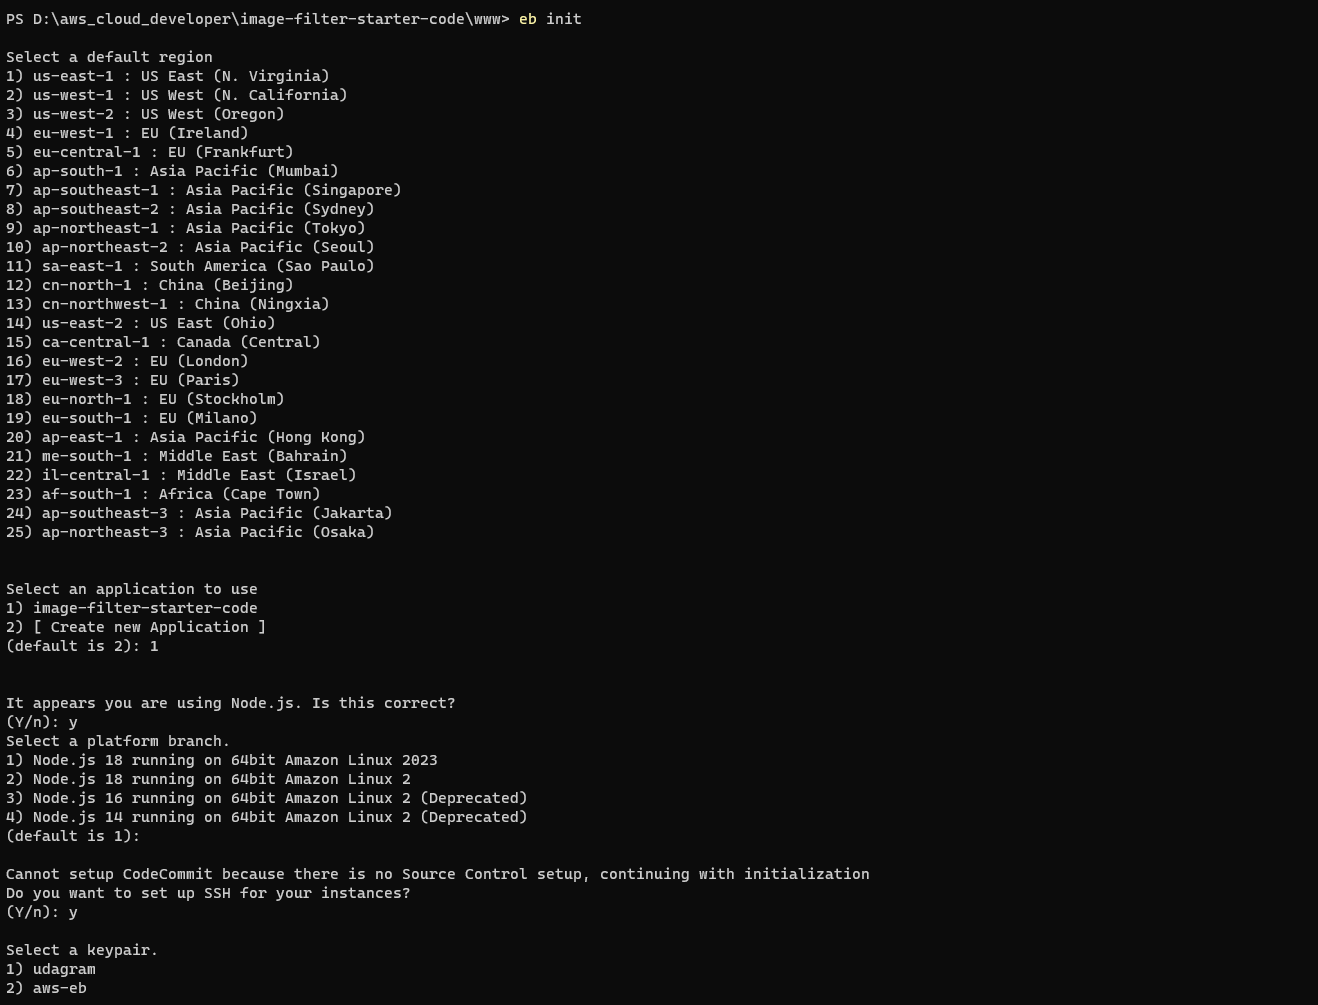 PS D:\aws_cloud_developer\image-filter-starter-code\www> eb init
Select a default region
1) us-east-1 : US East (N. Virginia)
2) us-west-1 : US West (N. California)
3) us-west-2 : US West (Oregon)
4) eu-west-1 : EU (Ireland)
5) eu-central-1 : EU (Frankfurt)
6) ap-south-1 : Asia Pacific (Mumbai)
7) ap-southeast-1 : Asia Pacific (Singapore)
8) ap-southeast-2 : Asia Pacific (Sydney)
9) ap-northeast-1 : Asia Pacific (Tokyo)
10) ap-northeast-2 : Asia Pacific (Seoul)
11) sa-east-1 : South America (Sao Paulo)
12) cn-north-1 : China (Beijing)
13) cn-northwest-1 : China (Ningxia)
14) us-east-2 : US East (Ohio)
15) ca-central-1 : Canada (Central)
16) eu-west-2 : EU (London)
17) eu-west-3 : EU (Paris)
18) eu-north-1 : EU (Stockholm)
19) eu-south-1 : EU (Milano)
20) ap-east-1 : Asia Pacific (Hong Kong)
21) me-south-1 : Middle East (Bahrain)
22) il-central-1 : Middle East (Israel)
23) af-south-1 : Africa (Cape Town)
24) ap-southeast-3 : Asia Pacific (Jakarta)
25) ap-northeast-3 : Asia Pacific (Osaka)
Select an application to use
1) image-filter-starter-code
2) [ Create new Application ]
(default is 2): 1
It appears you are using Node.js. Is this correct?
(Y/n): y
Select a platform branch.
1) Node.js 18 running on 64bit Amazon Linux 2023
2) Node.js 18 running on 64bit Amazon Linux 2
3) Node.js 16 running on 64bit Amazon Linux 2 (Deprecated)
4) Node.js 14 running on 64bit Amazon Linux 2 (Deprecated)
(default is 1):
Cannot setup CodeCommit because there is no Source Control setup, continuing with initialization
Do you want to set up SSH for your instances?
(Y/n): y
Select a keypair.
1) udagram
2) aws-eb